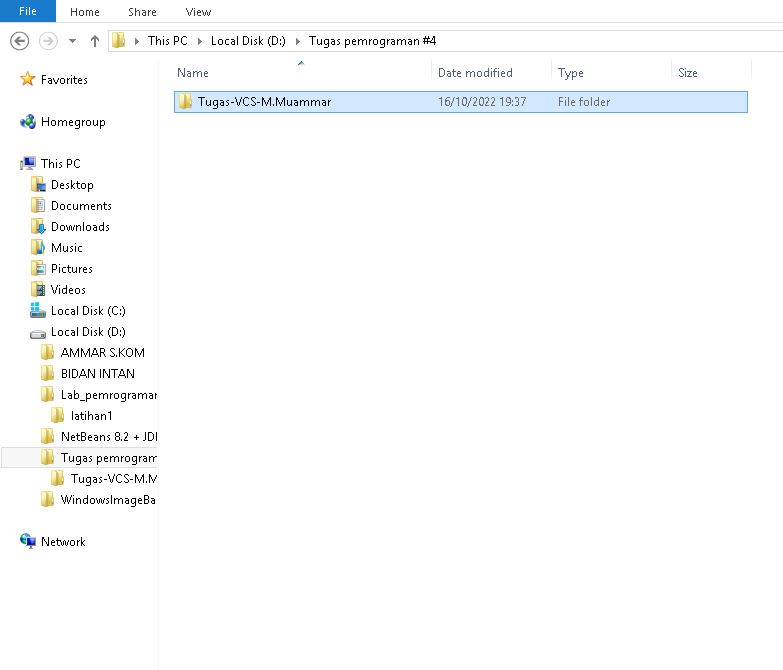 File Home Share View
This PC Local Disk (D:) Tugas pemrograman #4
Name Date modified Type Size
Tugas-VCS-M.Muammar 16/10/2022 19:37 File folder
Favorites
Homegroup
This PC
Desktop
Documents
Downloads
Music
Pictures
Videos
Local Disk (C:)
Local Disk (D:)
AMMAR S.KOM
BIDAN INTAN
Lab_pemrograman
latihan1
NetBeans 8.2 + JD
Tugas pemrogram
Tugas-VCS-M.M
WindowsImageBa
Network